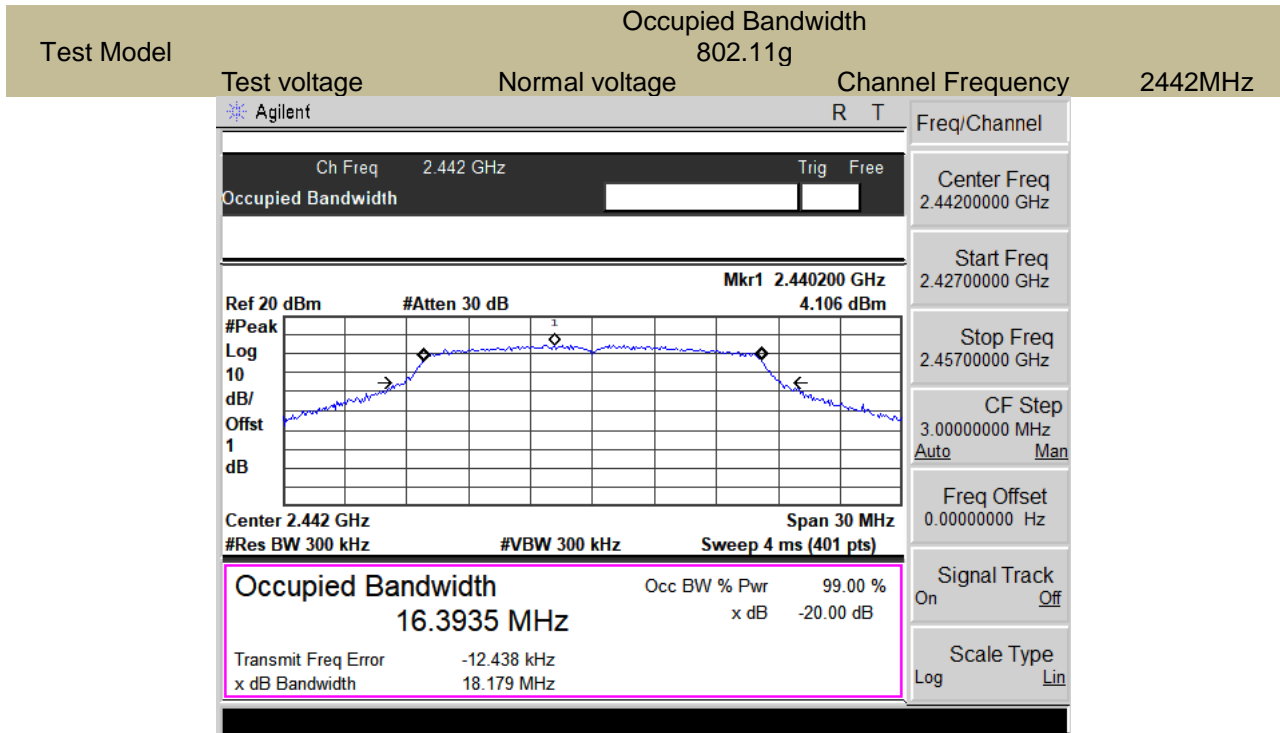 Occupied Bandwidth
Test Model 802.11g
Test voltage Normal voltage Channel Frequency 2442MHz
Agilent R T
Freq/Channel
Ch Freq 2.442 GHz Trig Free
Occupied Bandwidth
Center Freq
2.44200000 GHz
Start Freq
2.42700000 GHz
Stop Freq
2.45700000 GHz
CF Step
3.00000000 MHz
Auto Man
Freq Offset
0.00000000 Hz
Signal Track
On Off
Scale Type
Log Lin
Mkr1 2.440200 GHz
Ref 20 dBm #Atten 30 dB 4.106 dBm
#Peak
Log
10
dB/
Offst
1
dB
1
Center 2.442 GHz Span 30 MHz
#Res BW 300 kHz #VBW 300 kHz Sweep 4 ms (401 pts)
Occupied Bandwidth Occ BW % Pwr 99.00 %
16.3935 MHz x dB -20.00 dB
Transmit Freq Error -12.438 kHz
x dB Bandwidth 18.179 MHz